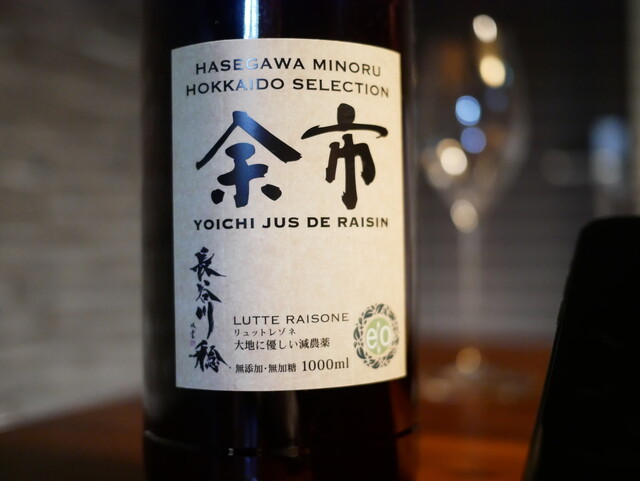 HASEGAWA MINORU
HOKKAIDO SELECTION
余市
YOICHI JUS DE RAISIN
長谷川稔
LUTTE RAISONE
リュットレゾネ
大地に優しい減農薬
無添加・無加糖 1000ml
e:o